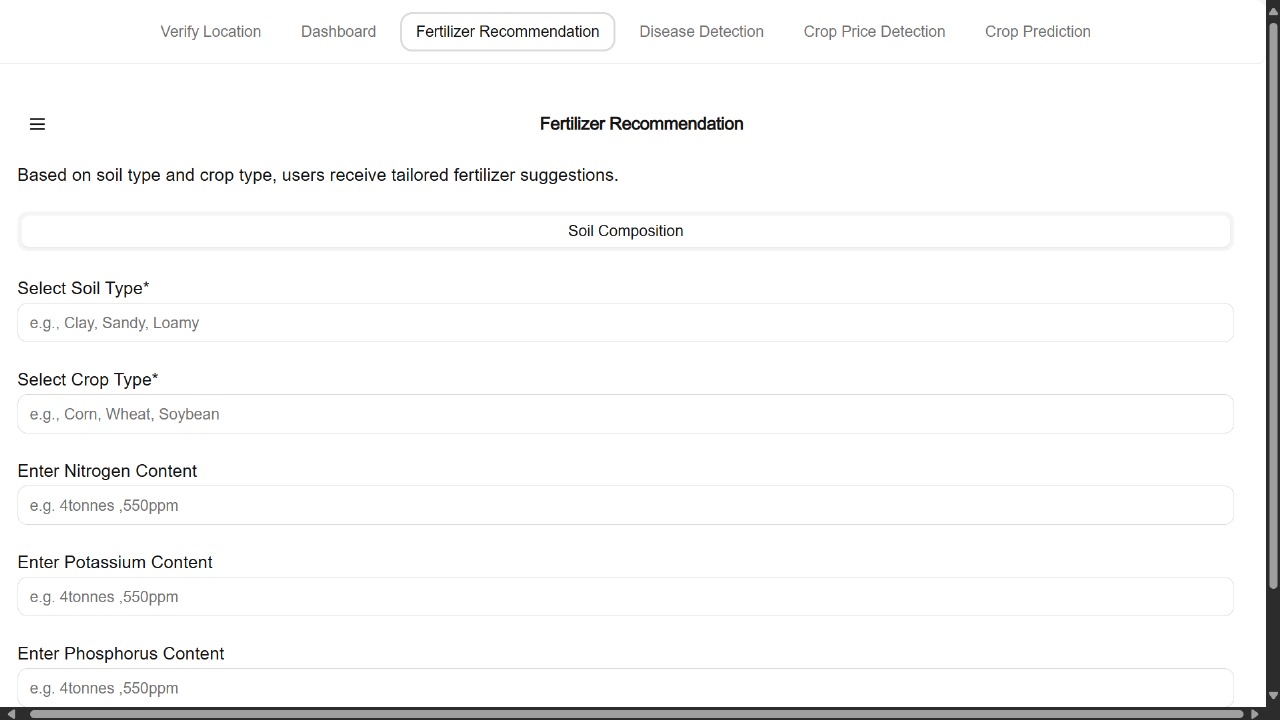 Verify Location Dashboard Fertilizer Recommendation Disease Detection Crop Price Detection Crop Prediction
Fertilizer Recommendation
Based on soil type and crop type, users receive tailored fertilizer suggestions.
Soil Composition
Select Soil Type*
e.g., Clay, Sandy, Loamy
Select Crop Type*
e.g., Corn, Wheat, Soybean
Enter Nitrogen Content
e.g. 4tonnes ,550ppm
Enter Potassium Content
e.g. 4tonnes ,550ppm
Enter Phosphorus Content
e.g. 4tonnes ,550ppm